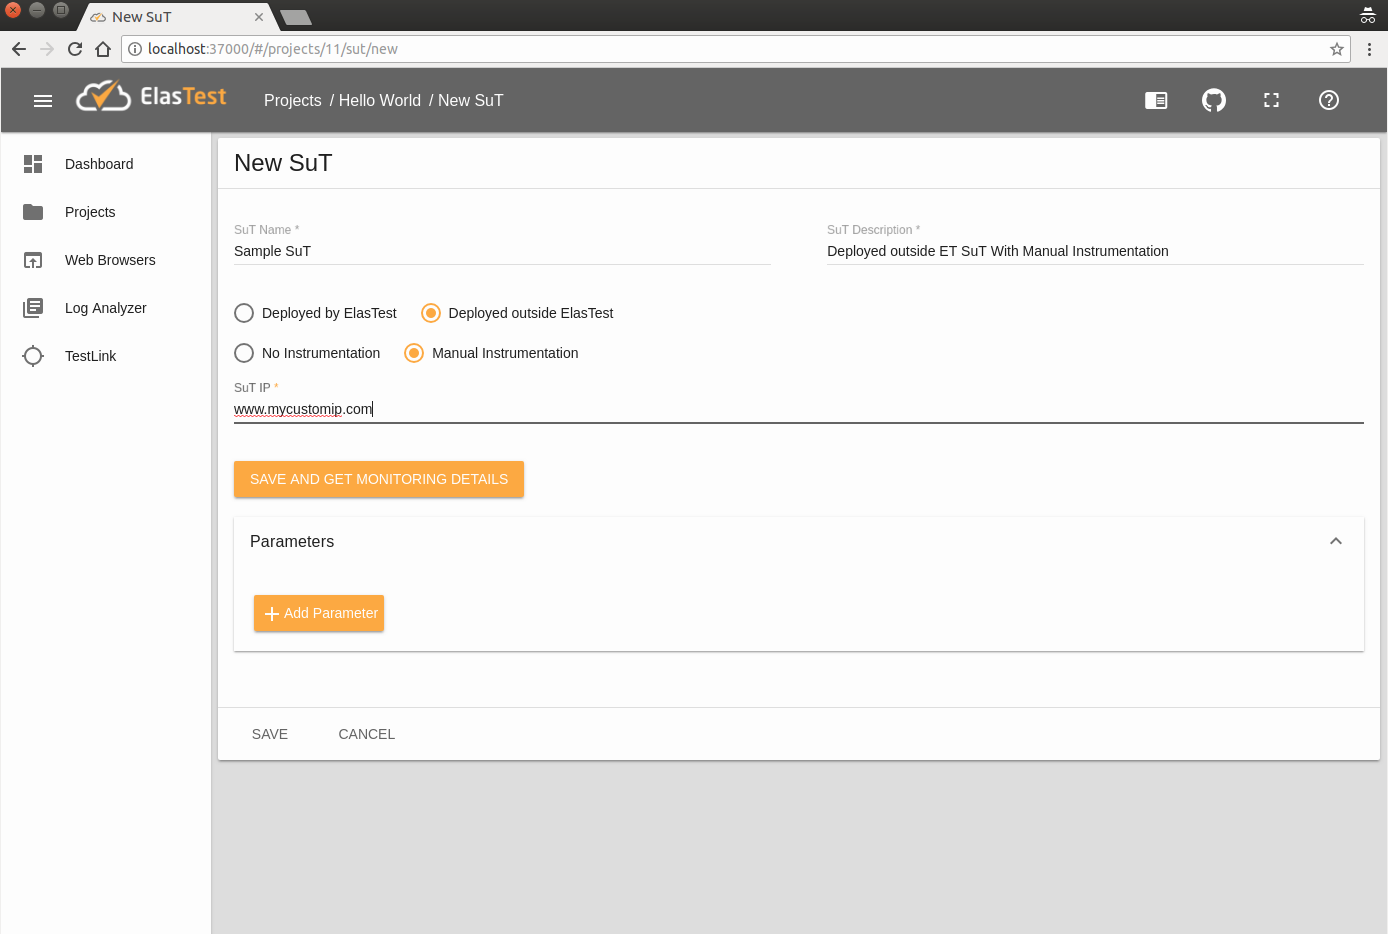 New SuT
localhost:37000/#/projects/11/sut/new
ElasTest
Projects / Hello World / New SuT
Dashboard
Projects
Web Browsers
Log Analyzer
TestLink
New SuT
SuT Name *
Sample SuT
SuT Description *
Deployed outside ET SuT With Manual Instrumentation
Deployed by ElasTest
Deployed outside ElasTest
No Instrumentation
Manual Instrumentation
SuT IP *
www.mycustomip.com
SAVE AND GET MONITORING DETAILS
Parameters
Add Parameter
SAVE
CANCEL